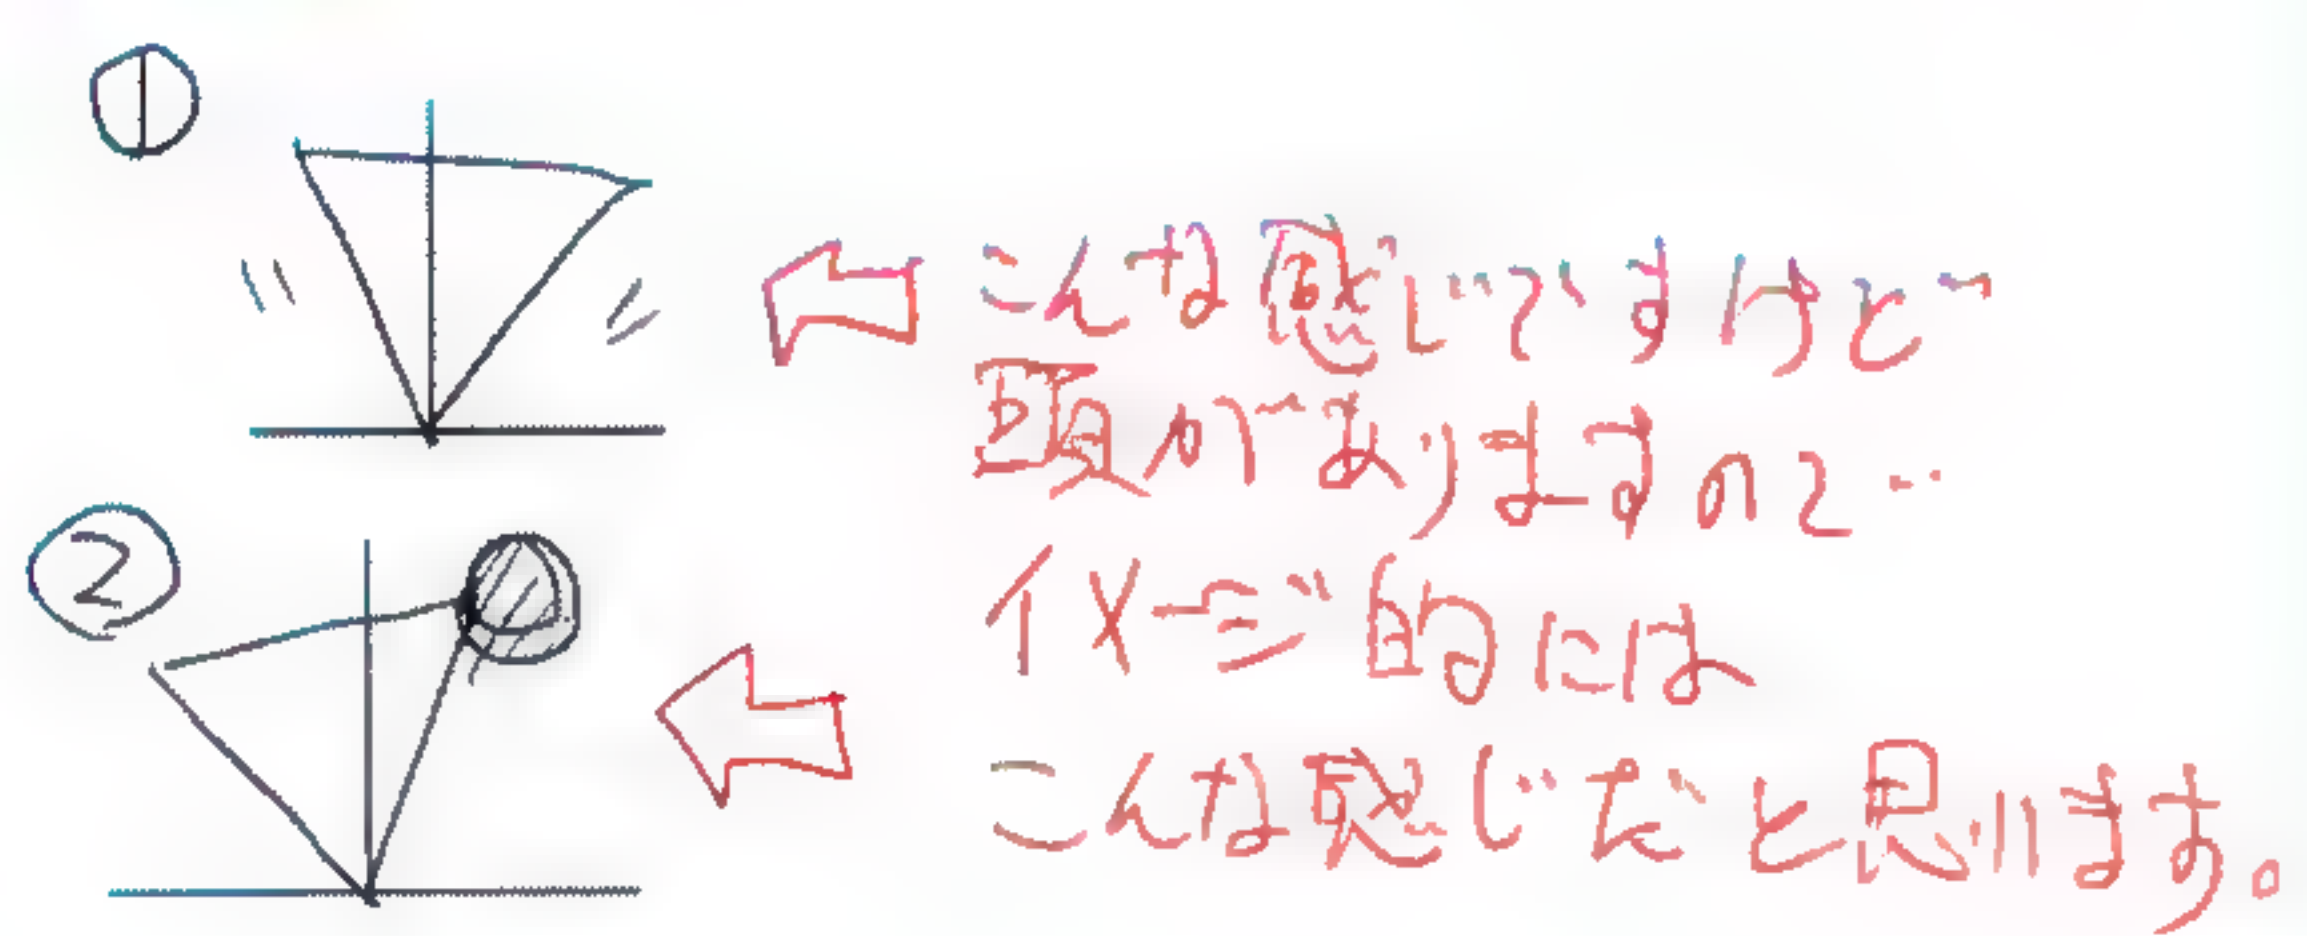 ①
こんな感じですけど
頭がありますので…
②
イメージ的には
こんな感じだと思います。